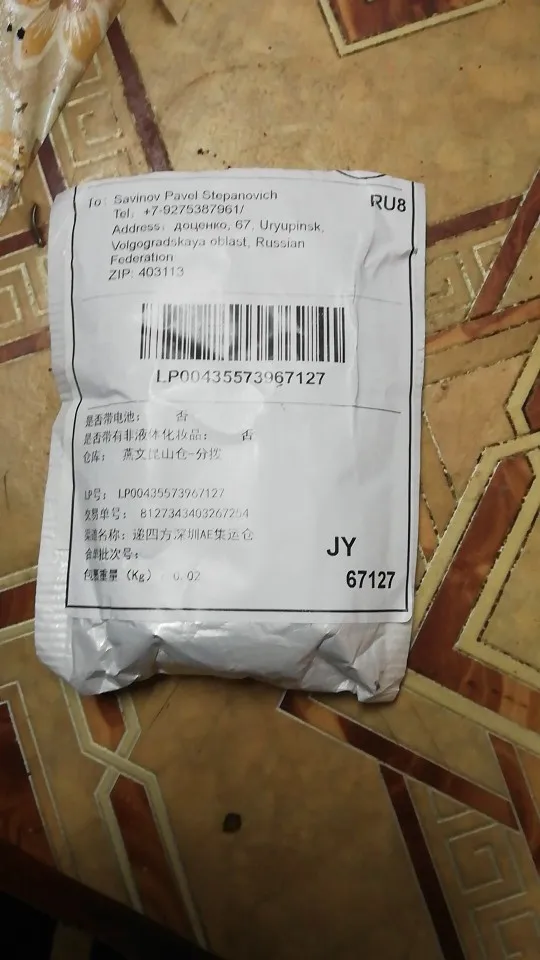 To: Savinov Pavel Stepanovich
RU8
Tel: +7-9275387961/
Address: доценко, 67, Uryupinsk,
Volgogradskaya oblast, Russian
Federation
ZIP: 403113
LP00435573967127
是否带电池: 否
是否带有非液体化妆品: 否
仓库: 燕文昆山仓-分拨
LP号: LP00435573967127
交易单号: 8127343403267254
渠道名称: 递四方深圳AE集运仓
JY
合单批次号:
包裹重量 (Kg) 0.02
67127